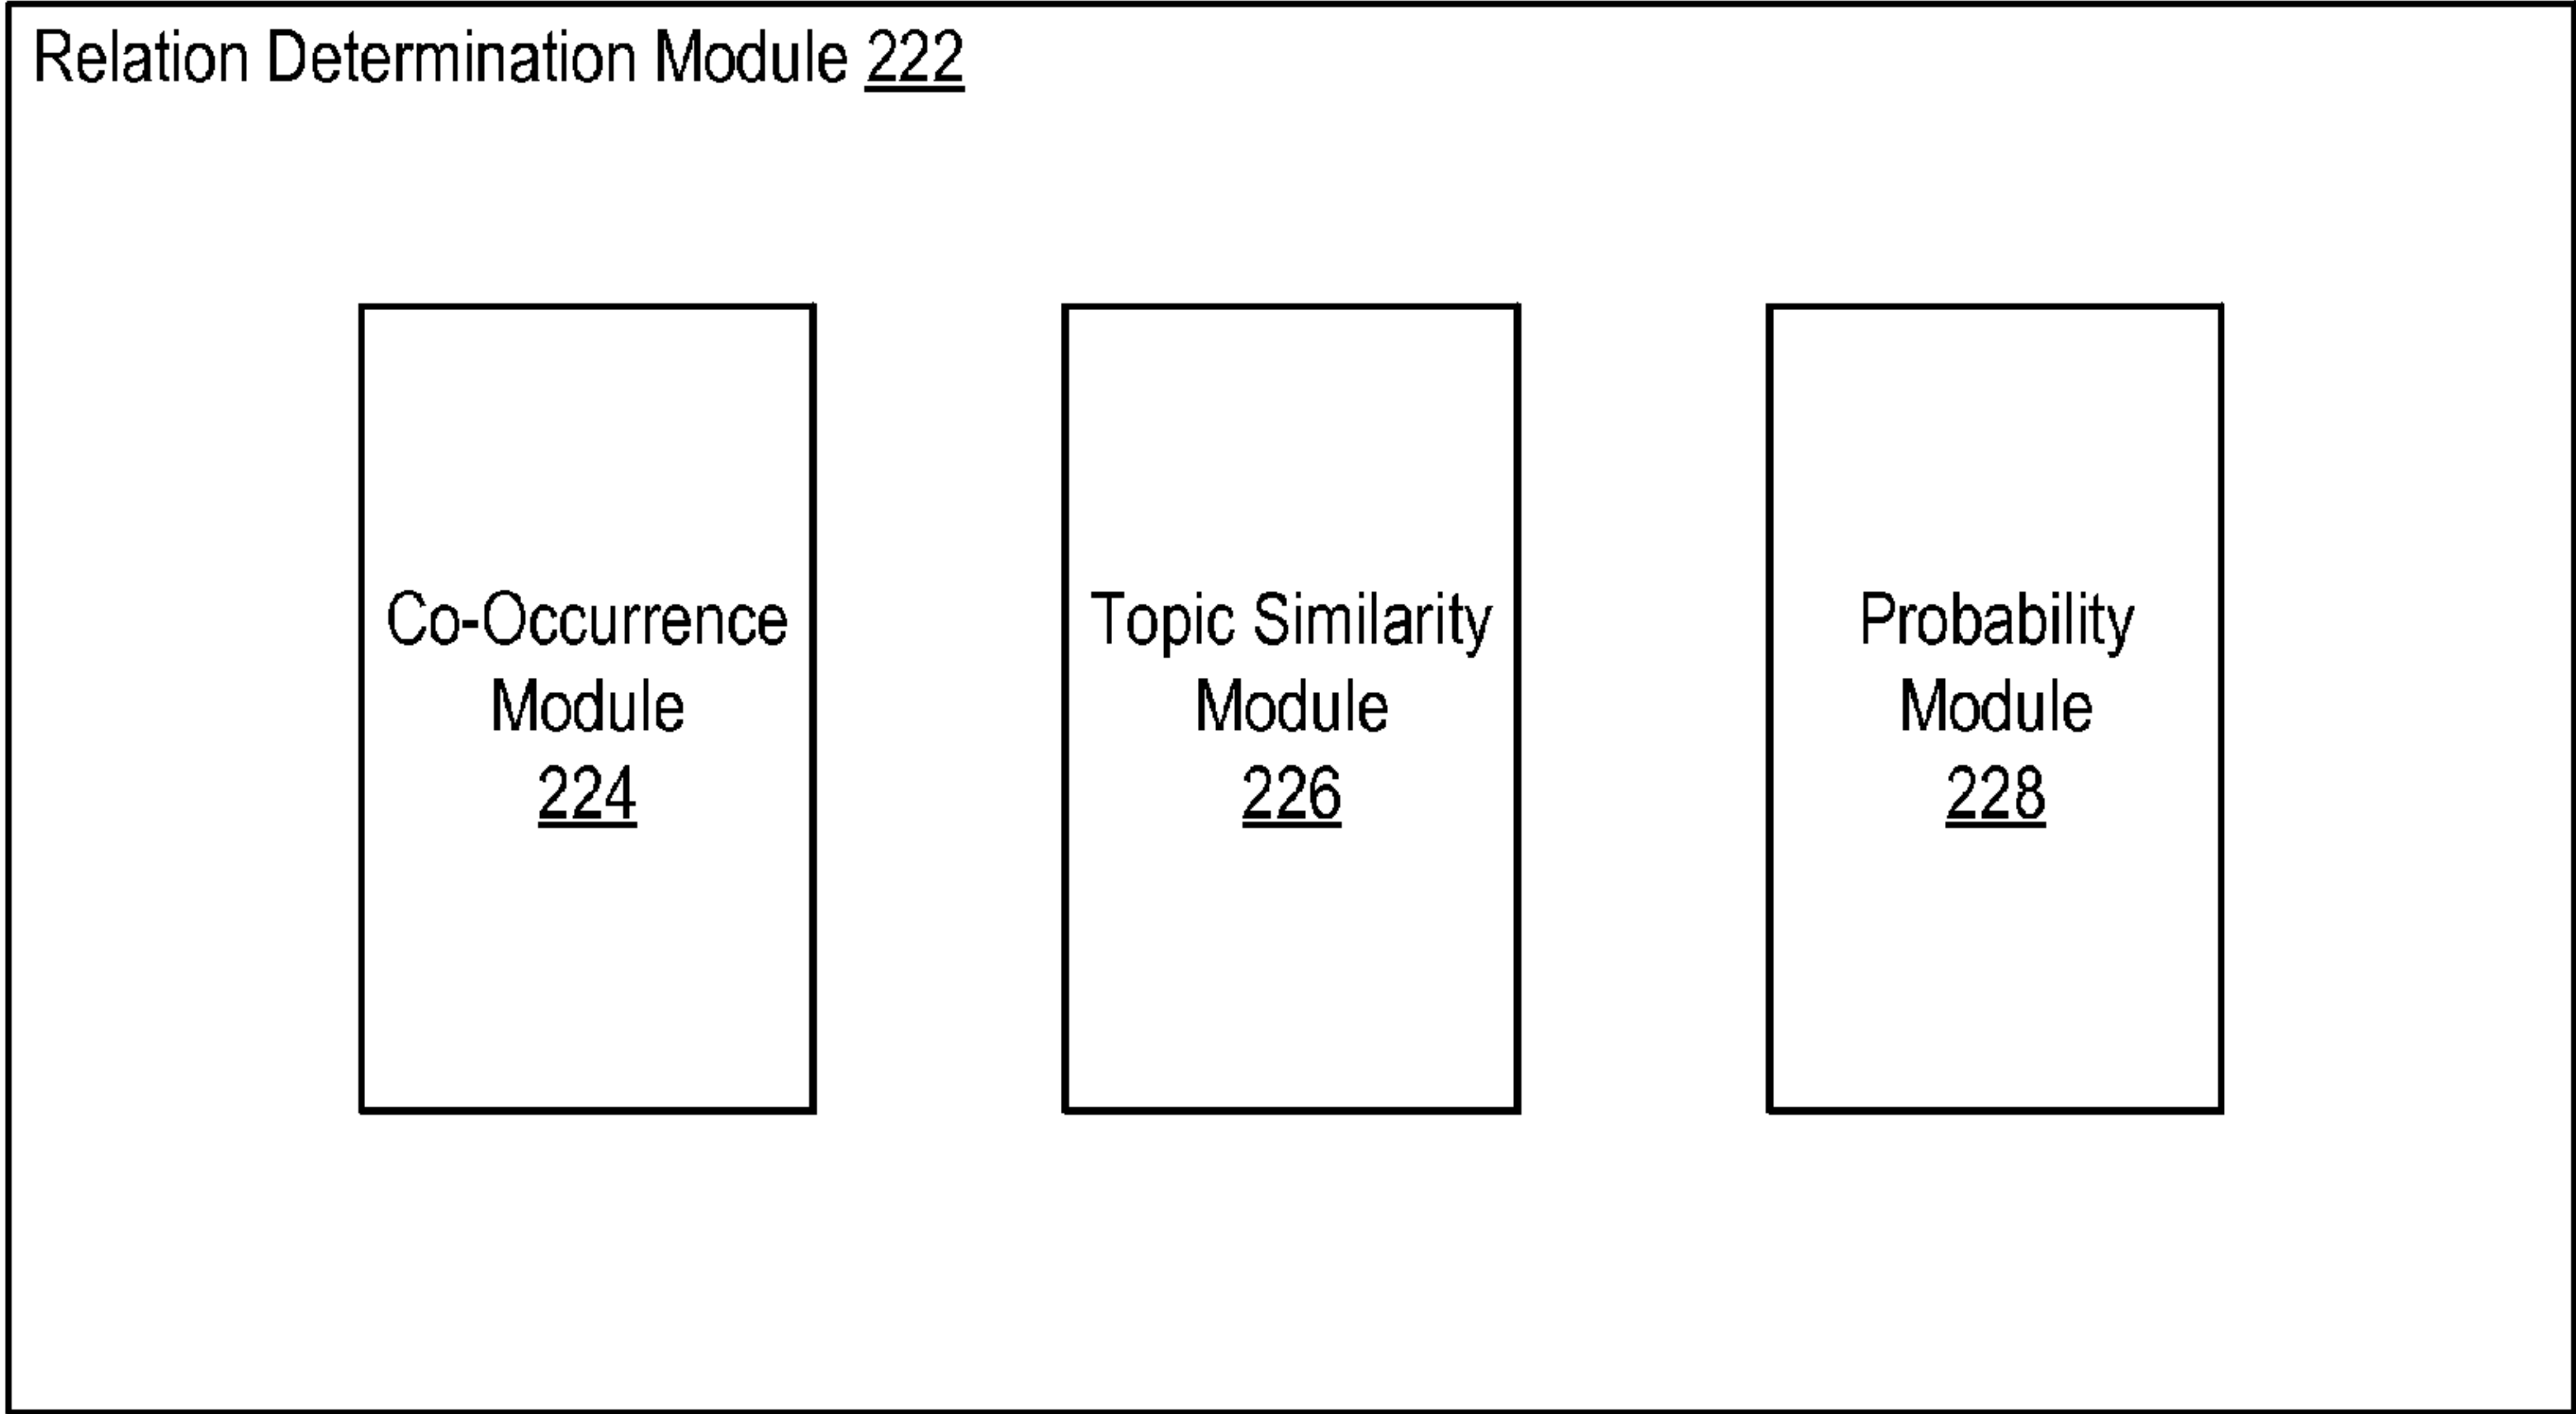 Relation Determination Module 222
Co-Occurrence
Module
224
Topic Similarity
Module
226
Probability
Module
228